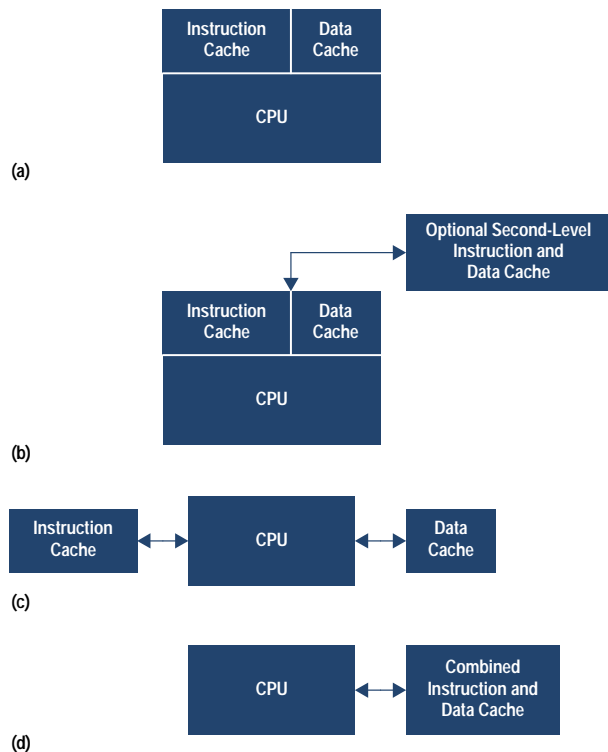 Instruction
Cache
Data
Cache
CPU
(a)
Optional Second-Level
Instruction and
Data Cache
Instruction
Cache
Data
Cache
CPU
(b)
Instruction
Cache
CPU
Data
Cache
(c)
CPU
Combined
Instruction and
Data Cache
(d)